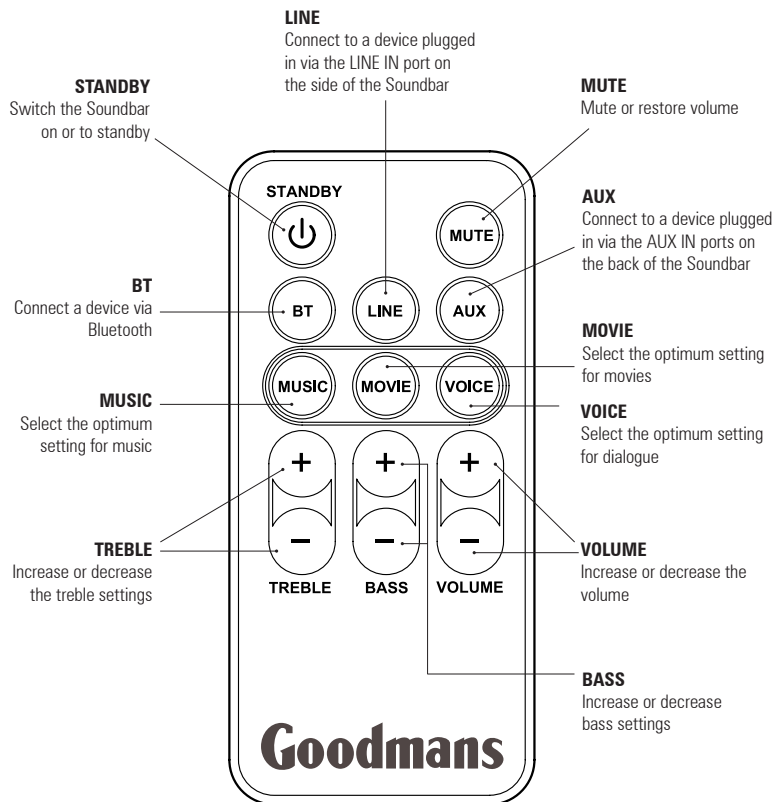 LINE
Connect to a device plugged
in via the LINE IN port on
the side of the Soundbar
STANDBY
Switch the Soundbar
on or to standby
MUTE
Mute or restore volume
AUX
Connect to a device plugged
in via the AUX IN ports on
the back of the Soundbar
BT
Connect a device via
Bluetooth
MOVIE
Select the optimum setting
for movies
MUSIC
Select the optimum
setting for music
VOICE
Select the optimum setting
for dialogue
TREBLE
Increase or decrease
the treble settings
VOLUME
Increase or decrease the
volume
BASS
Increase or decrease
bass settings
STANDBY
MUTE
BT LINE AUX
MUSIC MOVIE VOICE
+ + +
− − −
TREBLE BASS VOLUME
Goodmans